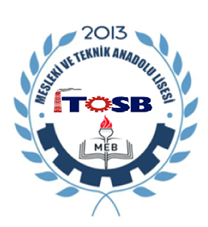 2013
MESLEKİ VE TEKNİK ANADOLU LİSESİ
İTOSB
MEB